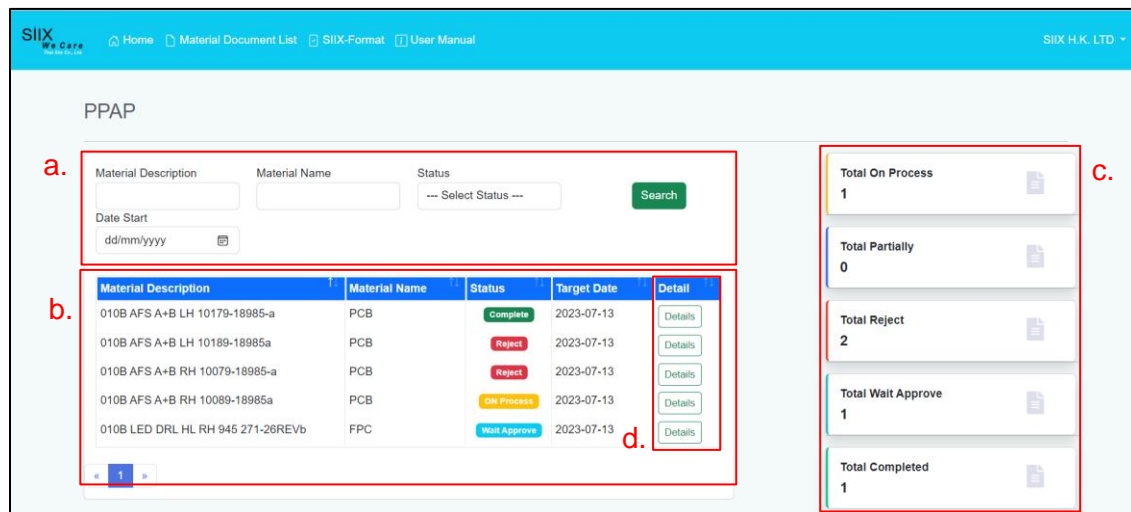 SIIX
We Care
Thai Siix Co., Ltd.
Home Material Document List SIIX-Format User Manual
SIIX H.K. LTD
PPAP
a.
Material Description Material Name Status
--- Select Status ---
Search
Date Start
dd/mm/yyyy
b.
Material Description Material Name Status Target Date Detail
010B AFS A+B LH 10179-18985-a PCB Complete 2023-07-13 Details
010B AFS A+B LH 10189-18985a PCB Reject 2023-07-13 Details
010B AFS A+B RH 10079-18985-a PCB Reject 2023-07-13 Details
010B AFS A+B RH 10089-18985a PCB ON Process 2023-07-13 Details
010B LED DRL HL RH 945 271-26REVb FPC Wait Approve 2023-07-13 Details
d.
« 1 »
c.
Total On Process
1
Total Partially
0
Total Reject
2
Total Wait Approve
1
Total Completed
1